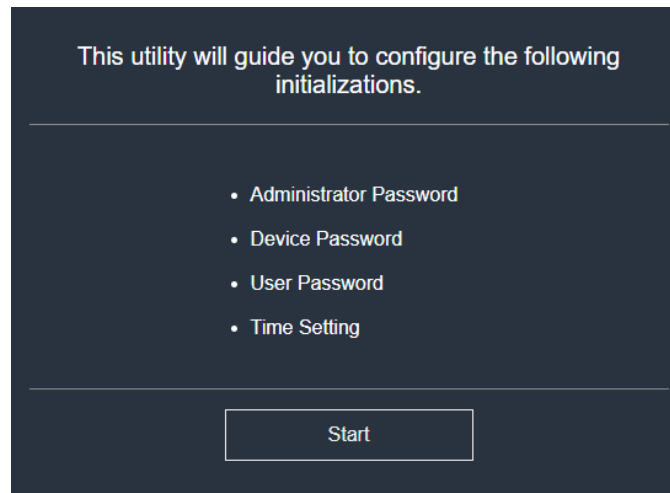 This utility will guide you to configure the following
initializations.
• Administrator Password
• Device Password
• User Password
• Time Setting
Start